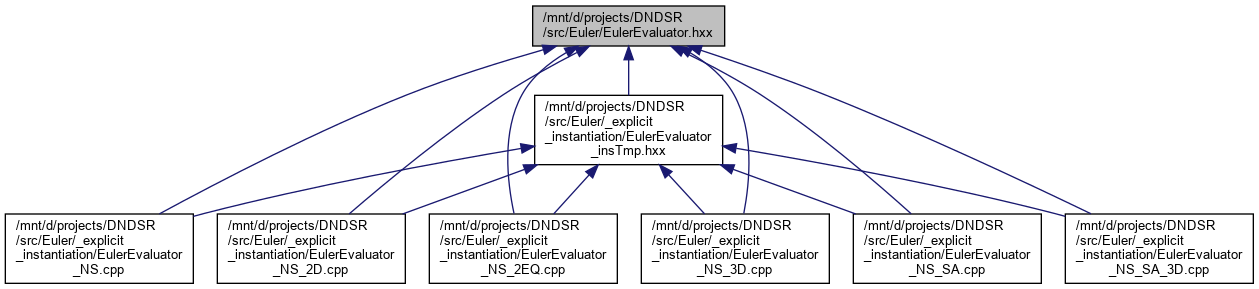 /mnt/d/projects/DNDSR
/src/Euler/EulerEvaluator.hxx
/mnt/d/projects/DNDSR
/src/Euler/_explicit
_instantiation/EulerEvaluator
_insTmp.hxx
/mnt/d/projects/DNDSR
/src/Euler/_explicit
_instantiation/EulerEvaluator
_NS.cpp
/mnt/d/projects/DNDSR
/src/Euler/_explicit
_instantiation/EulerEvaluator
_NS_2D.cpp
/mnt/d/projects/DNDSR
/src/Euler/_explicit
_instantiation/EulerEvaluator
_NS_2EQ.cpp
/mnt/d/projects/DNDSR
/src/Euler/_explicit
_instantiation/EulerEvaluator
_NS_3D.cpp
/mnt/d/projects/DNDSR
/src/Euler/_explicit
_instantiation/EulerEvaluator
_NS_SA.cpp
/mnt/d/projects/DNDSR
/src/Euler/_explicit
_instantiation/EulerEvaluator
_NS_SA_3D.cpp